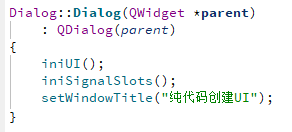 Dialog::Dialog(QWidget *parent)
    : QDialog(parent)
{
    iniUI();
    iniSignalSlots();
    setWindowTitle("纯代码创建UI");
}